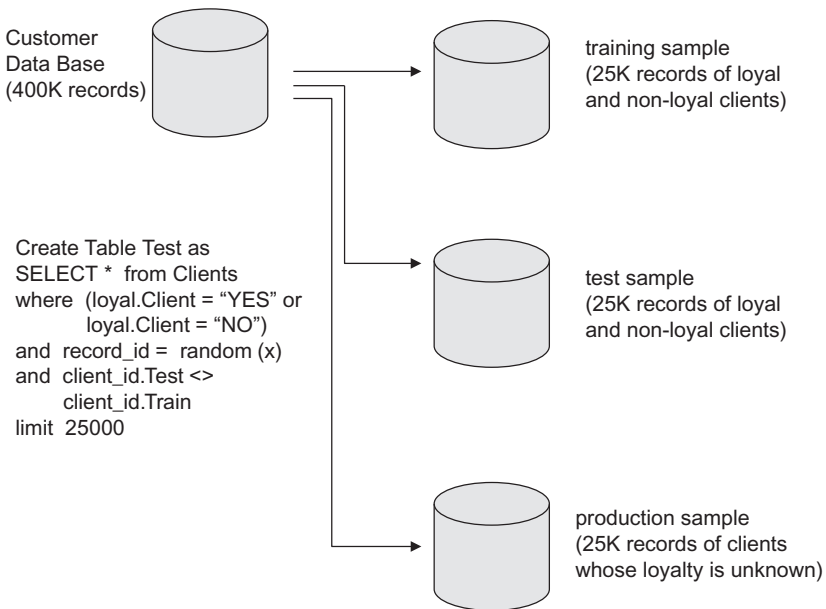 Customer
Data Base
(400K records)
training sample
(25K records of loyal
and non-loyal clients)
Create Table Test as
SELECT * from Clients
where (loyal.Client = “YES” or
loyal.Client = “NO”)
and record_id = random (x)
and client_id.Test <>
client_id.Train
limit 25000
test sample
(25K records of loyal
and non-loyal clients)
production sample
(25K records of clients
whose loyalty is unknown)